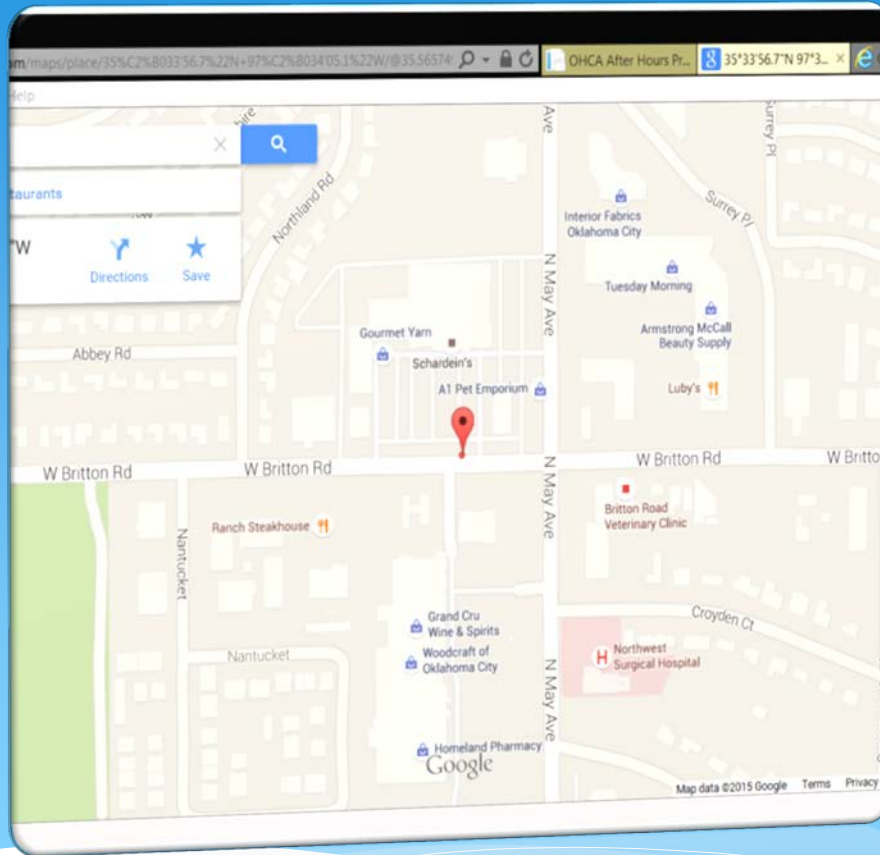 om/maps/place/35%C2%B033'56.7%22N+97%C2%B034'05.1%22W/@35.56574
OHCA After Hours Pr...
35°33'56.7"N 97°3...
Help
taurants
"W
Directions
Save
Northland Rd
Ave
Surrey Pl
Interior Fabrics
Oklahoma City
Surrey Pl
N May Ave
Tuesday Morning
Armstrong McCall
Beauty Supply
Gourmet Yarn
Schardein's
Abbey Rd
A1 Pet Emporium
Luby's
W Britton Rd
W Britton Rd
W Britton Rd
W Britto
N May Ave
Britton Road
Veterinary Clinic
Ranch Steakhouse
Nantucket
Grand Cru
Wine & Spirits
Croyden Ct
Woodcraft of
Oklahoma City
Northwest
Surgical Hospital
H
Nantucket
N May Ave
Homeland Pharmacy
Google
Map data ©2015 Google
Terms
Privacy